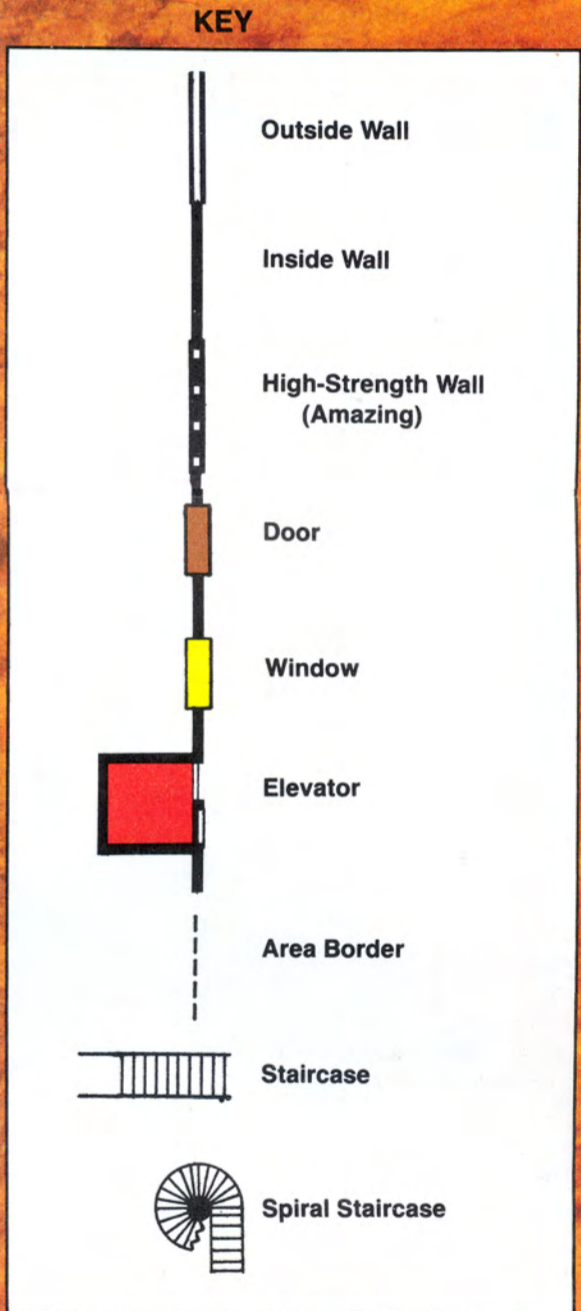 KEY
Outside Wall
Inside Wall
High-Strength Wall
(Amazing)
Door
Window
Elevator
Area Border
Staircase
Spiral Staircase